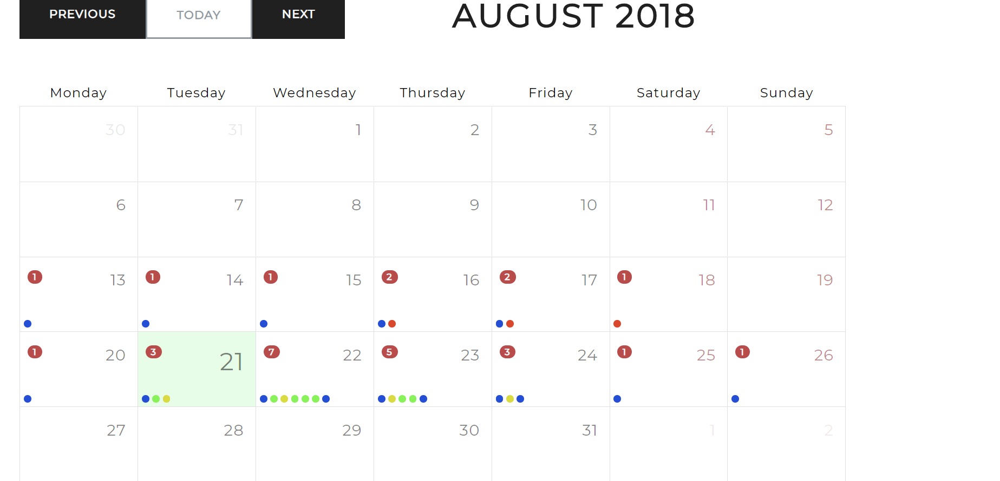 PREVIOUS TODAY NEXT AUGUST 2018
Monday Tuesday Wednesday Thursday Friday Saturday Sunday
30 31 1 2 3 4 5
6 7 8 9 10 11 12
1 13 1 14 1 15 2 16 2 17 1 18 19
1 20 3 21 7 22 5 23 3 24 1 25 1 26
27 28 29 30 31 1 2